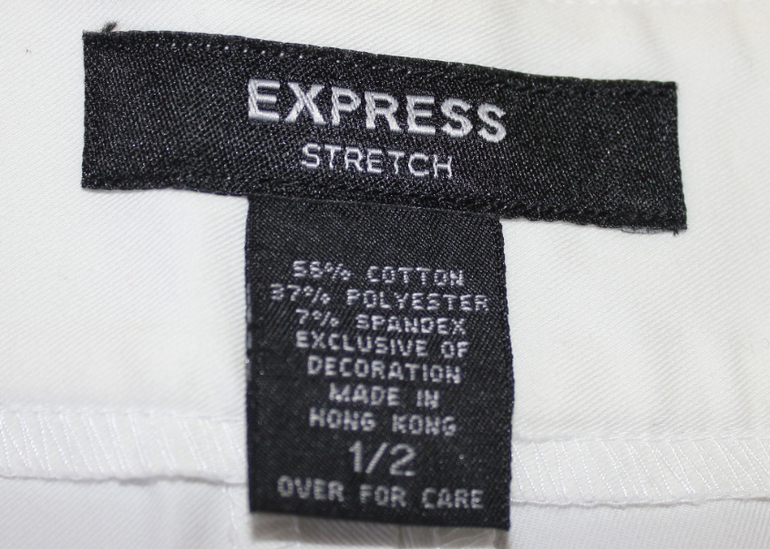 EXPRESS
STRETCH
56% COTTON
37% POLYESTER
7% SPANDEX
EXCLUSIVE OF
DECORATION
MADE IN
HONG KONG
1/2
OVER FOR CARE